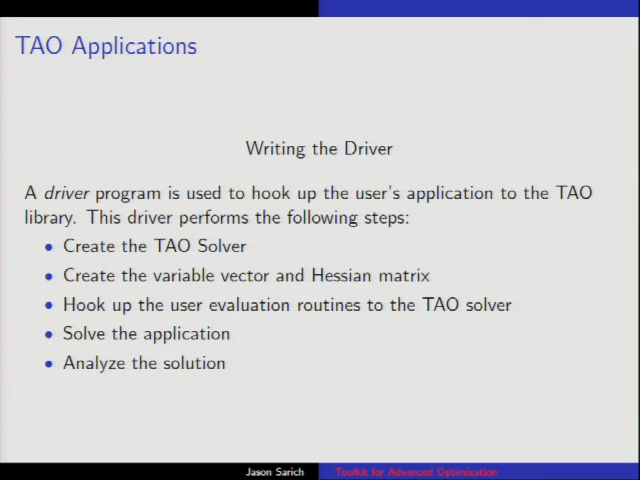 TAO Applications
Writing the Driver
A driver program is used to hook up the user's application to the TAO
library. This driver performs the following steps:
• Create the TAO Solver
• Create the variable vector and Hessian matrix
• Hook up the user evaluation routines to the TAO solver
• Solve the application
• Analyze the solution
Jason Sarich Toolkit for Advanced Optimization